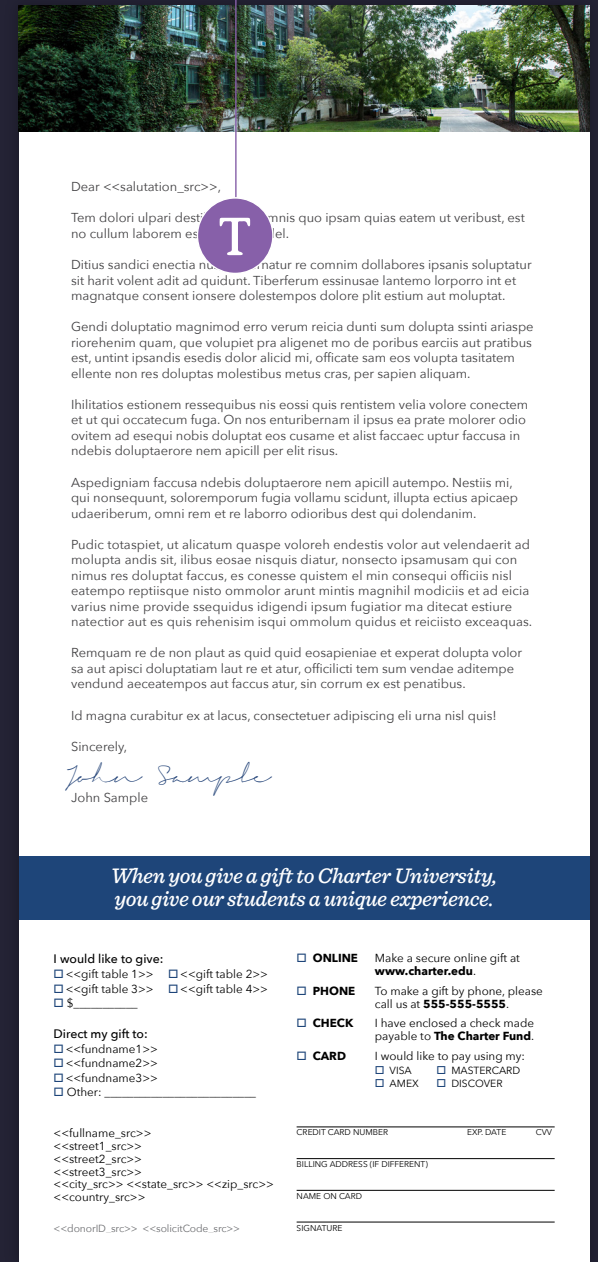 Dear <<salutation_src>>,
T
Tem dolori ulpari desti mnis quo ipsam quias eatem ut veribust, est
no cullum laborem es el.
Ditius sandici enectia natur re comnim dollabores ipsanis soluptatur
sit harit volent adit ad quidunt. Tiberferum essinusae lantemo lorporro int et
magnatque consent ionsere dolestempos dolore plit estium aut moluptat.
Gendi doluptatio magnimod erro verum reicia dunti sum dolupta ssinti ariaspe
riorehenim quam, que volupiet pra aligenet mo de poribus earciis aut pratibus
est, untint ipsandis esedis dolor alicid mi, officate sam eos volupta tasitatem
ellente non res doluptas molestibus metus cras, per sapien aliquam.
Ihilitatios estionem ressequibus nis eossi quis rentistem velia volore conectem
et ut qui occatecum fuga. On nos enturibernam il ipsus ea prate molorer odio
ovitem ad esequi nobis doluptat eos cusame et alist faccaec uptur faccusa in
ndebis doluptaerore nem apicill per elit risus.
Aspedigniam faccusa ndebis doluptaerore nem apicill autempo. Nestiis mi,
qui nonsequnt, soloremporum fugia vollamu scidunt, illupta ectius apicaep
udaeriberum, omni rem et re laborro odioribus dest qui dolendanim.
Pudic totaspiet, ut alicatum quaspe voloreh endestis volor aut velendaerit ad
molupta andis sit, ilibus eosae nisquis diatur, nonsecto ipsamusam qui con
nimus res doluptat faccus, es conesse quistem el min consequi officiis nisl
eatempo reptiisque nisto ommolor arunt mintis magnihil modiciis et ad eicia
varius nime provide ssequidus idigendi ipsum fugiatior ma ditecat estiure
natectior aut es quis rehenisim isqui ommolum quidus et reiciisto exceaquas.
Remquam re de non plaut as quid quid eosapieniae et experat dolupta volor
sa aut apisci doluptatiam laut re et atur, officilicti tem sum vendae aditempe
vendund aeceatempos aut faccus atur, sin corrum ex est penatibus.
Id magna curabitur ex at lacus, consectetuer adipiscing eli urna nisl quis!
Sincerely,
John Sample
John Sample
When you give a gift to Charter University,
you give our students a unique experience.
I would like to give:
<<gift table 1>> <<gift table 2>>
<<gift table 3>> <<gift table 4>>
$___________
Direct my gift to:
<<fundname1>>
<<fundname2>>
<<fundname3>>
Other: __________________________
<<fullname_src>>
<<street1_src>>
<<street2_src>>
<<street3_src>>
<<city_src>> <<state_src>> <<zip_src>>
<<country_src>>
<<donorID_src>> <<solicitCode_src>>
ONLINE Make a secure online gift at
www.charter.edu.
PHONE To make a gift by phone, please
call us at 555-555-5555.
CHECK I have enclosed a check made
payable to The Charter Fund.
CARD I would like to pay using my:
VISA MASTERCARD
AMEX DISCOVER
CREDIT CARD NUMBER EXP. DATE CVV
BILLING ADDRESS (IF DIFFERENT)
NAME ON CARD
SIGNATURE